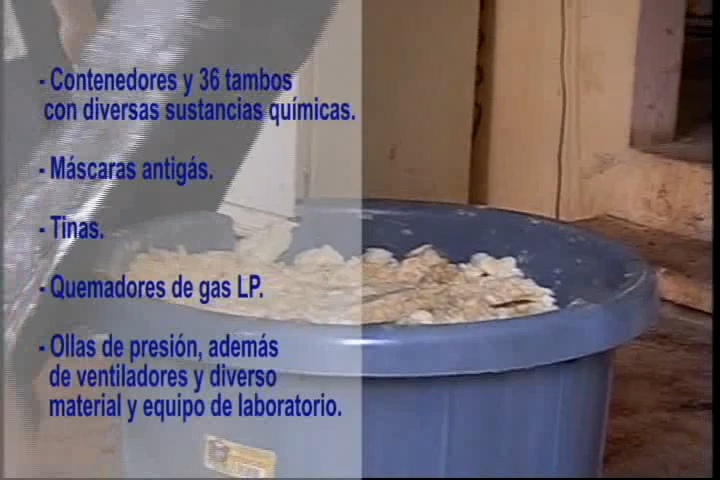 - Contenedores y 36 tambos
con diversas sustancias químicas.
- Máscaras antigás.
- Tinas.
- Quemadores de gas LP.
- Ollas de presión, además
de ventiladores y diverso
material y equipo de laboratorio.